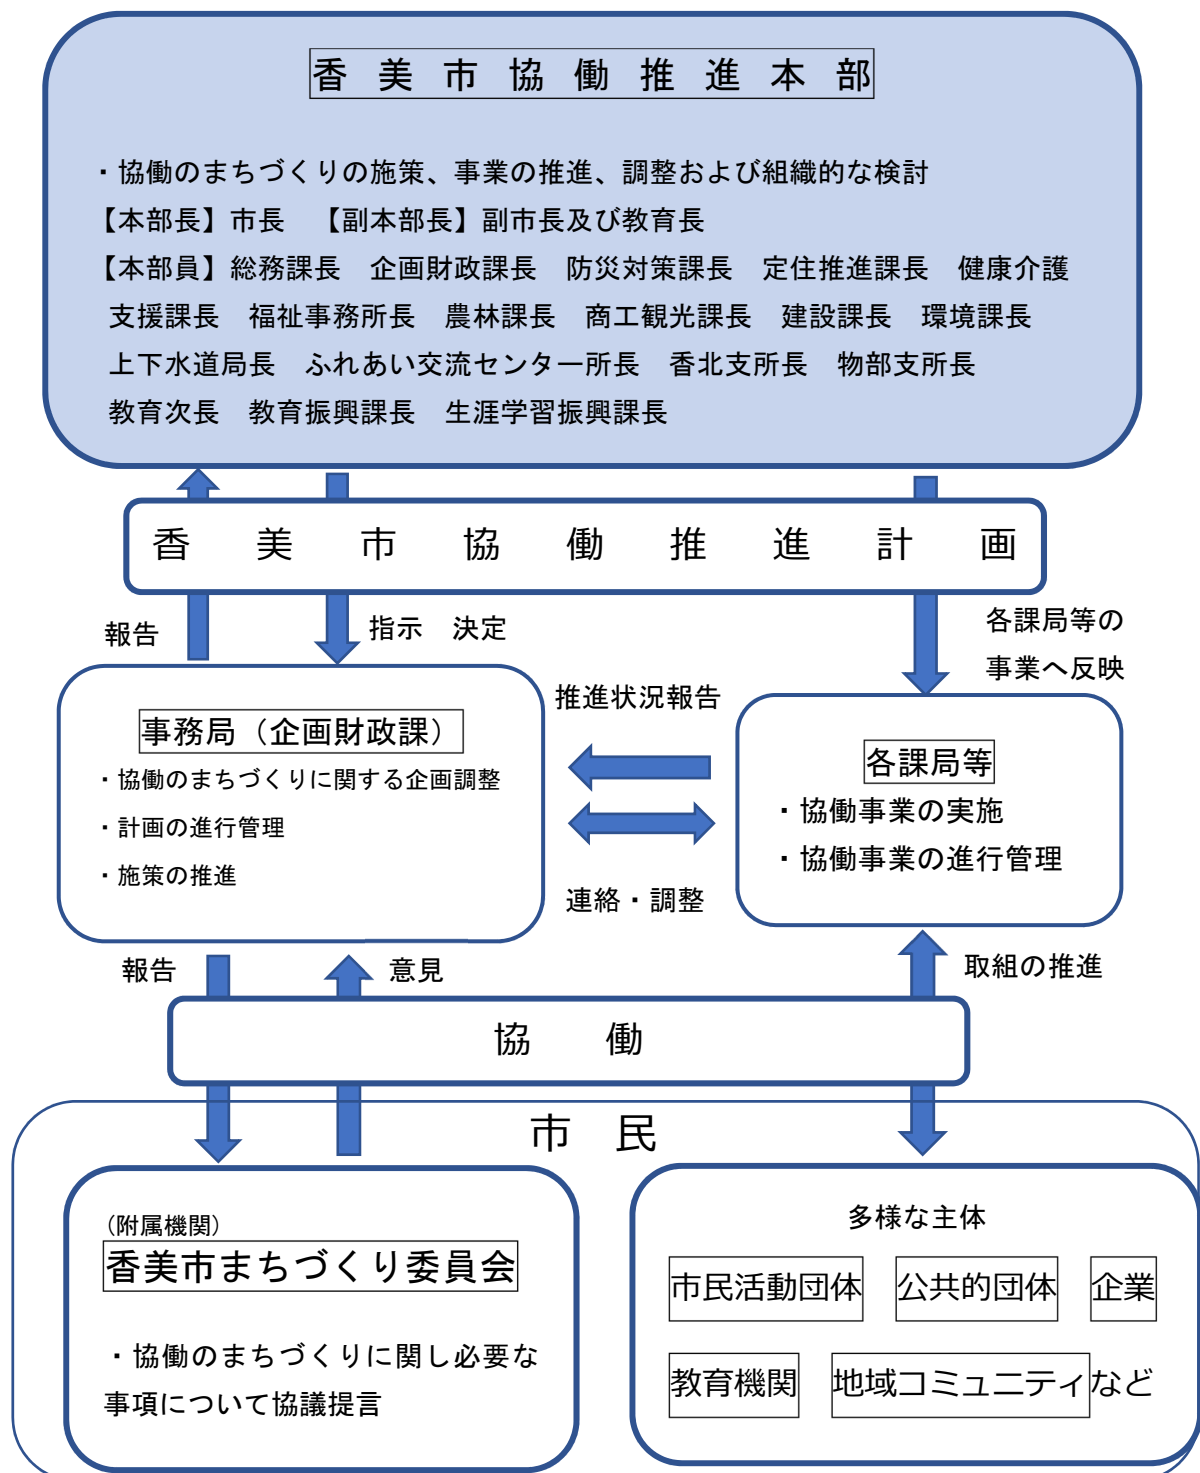 香美市協働推進本部
・協働のまちづくりの施策、事業の推進、調整および組織的な検討
【本部長】市長　【副本部長】副市長及び教育長
【本部員】総務課長　企画財政課長　防災対策課長　定住推進課長　健康介護
支援課長　福祉事務所長　農林課長　商工観光課長　建設課長　環境課長
上下水道局長　ふれあい交流センター所長　香北支所長　物部支所長
教育次長　教育振興課長　生涯学習振興課長
香美市協働推進計画
報告
指示　決定
各課局等の
事業へ反映
事務局（企画財政課）
・協働のまちづくりに関する企画調整
・計画の進行管理
・施策の推進
推進状況報告
連絡・調整
各課局等
・協働事業の実施
・協働事業の進行管理
報告
意見
取組の推進
協　働
市　民
(附属機関)
香美市まちづくり委員会
・協働のまちづくりに関し必要な
事項について協議提言
多様な主体
市民活動団体　公共的団体　企業
教育機関　地域コミュニティなど